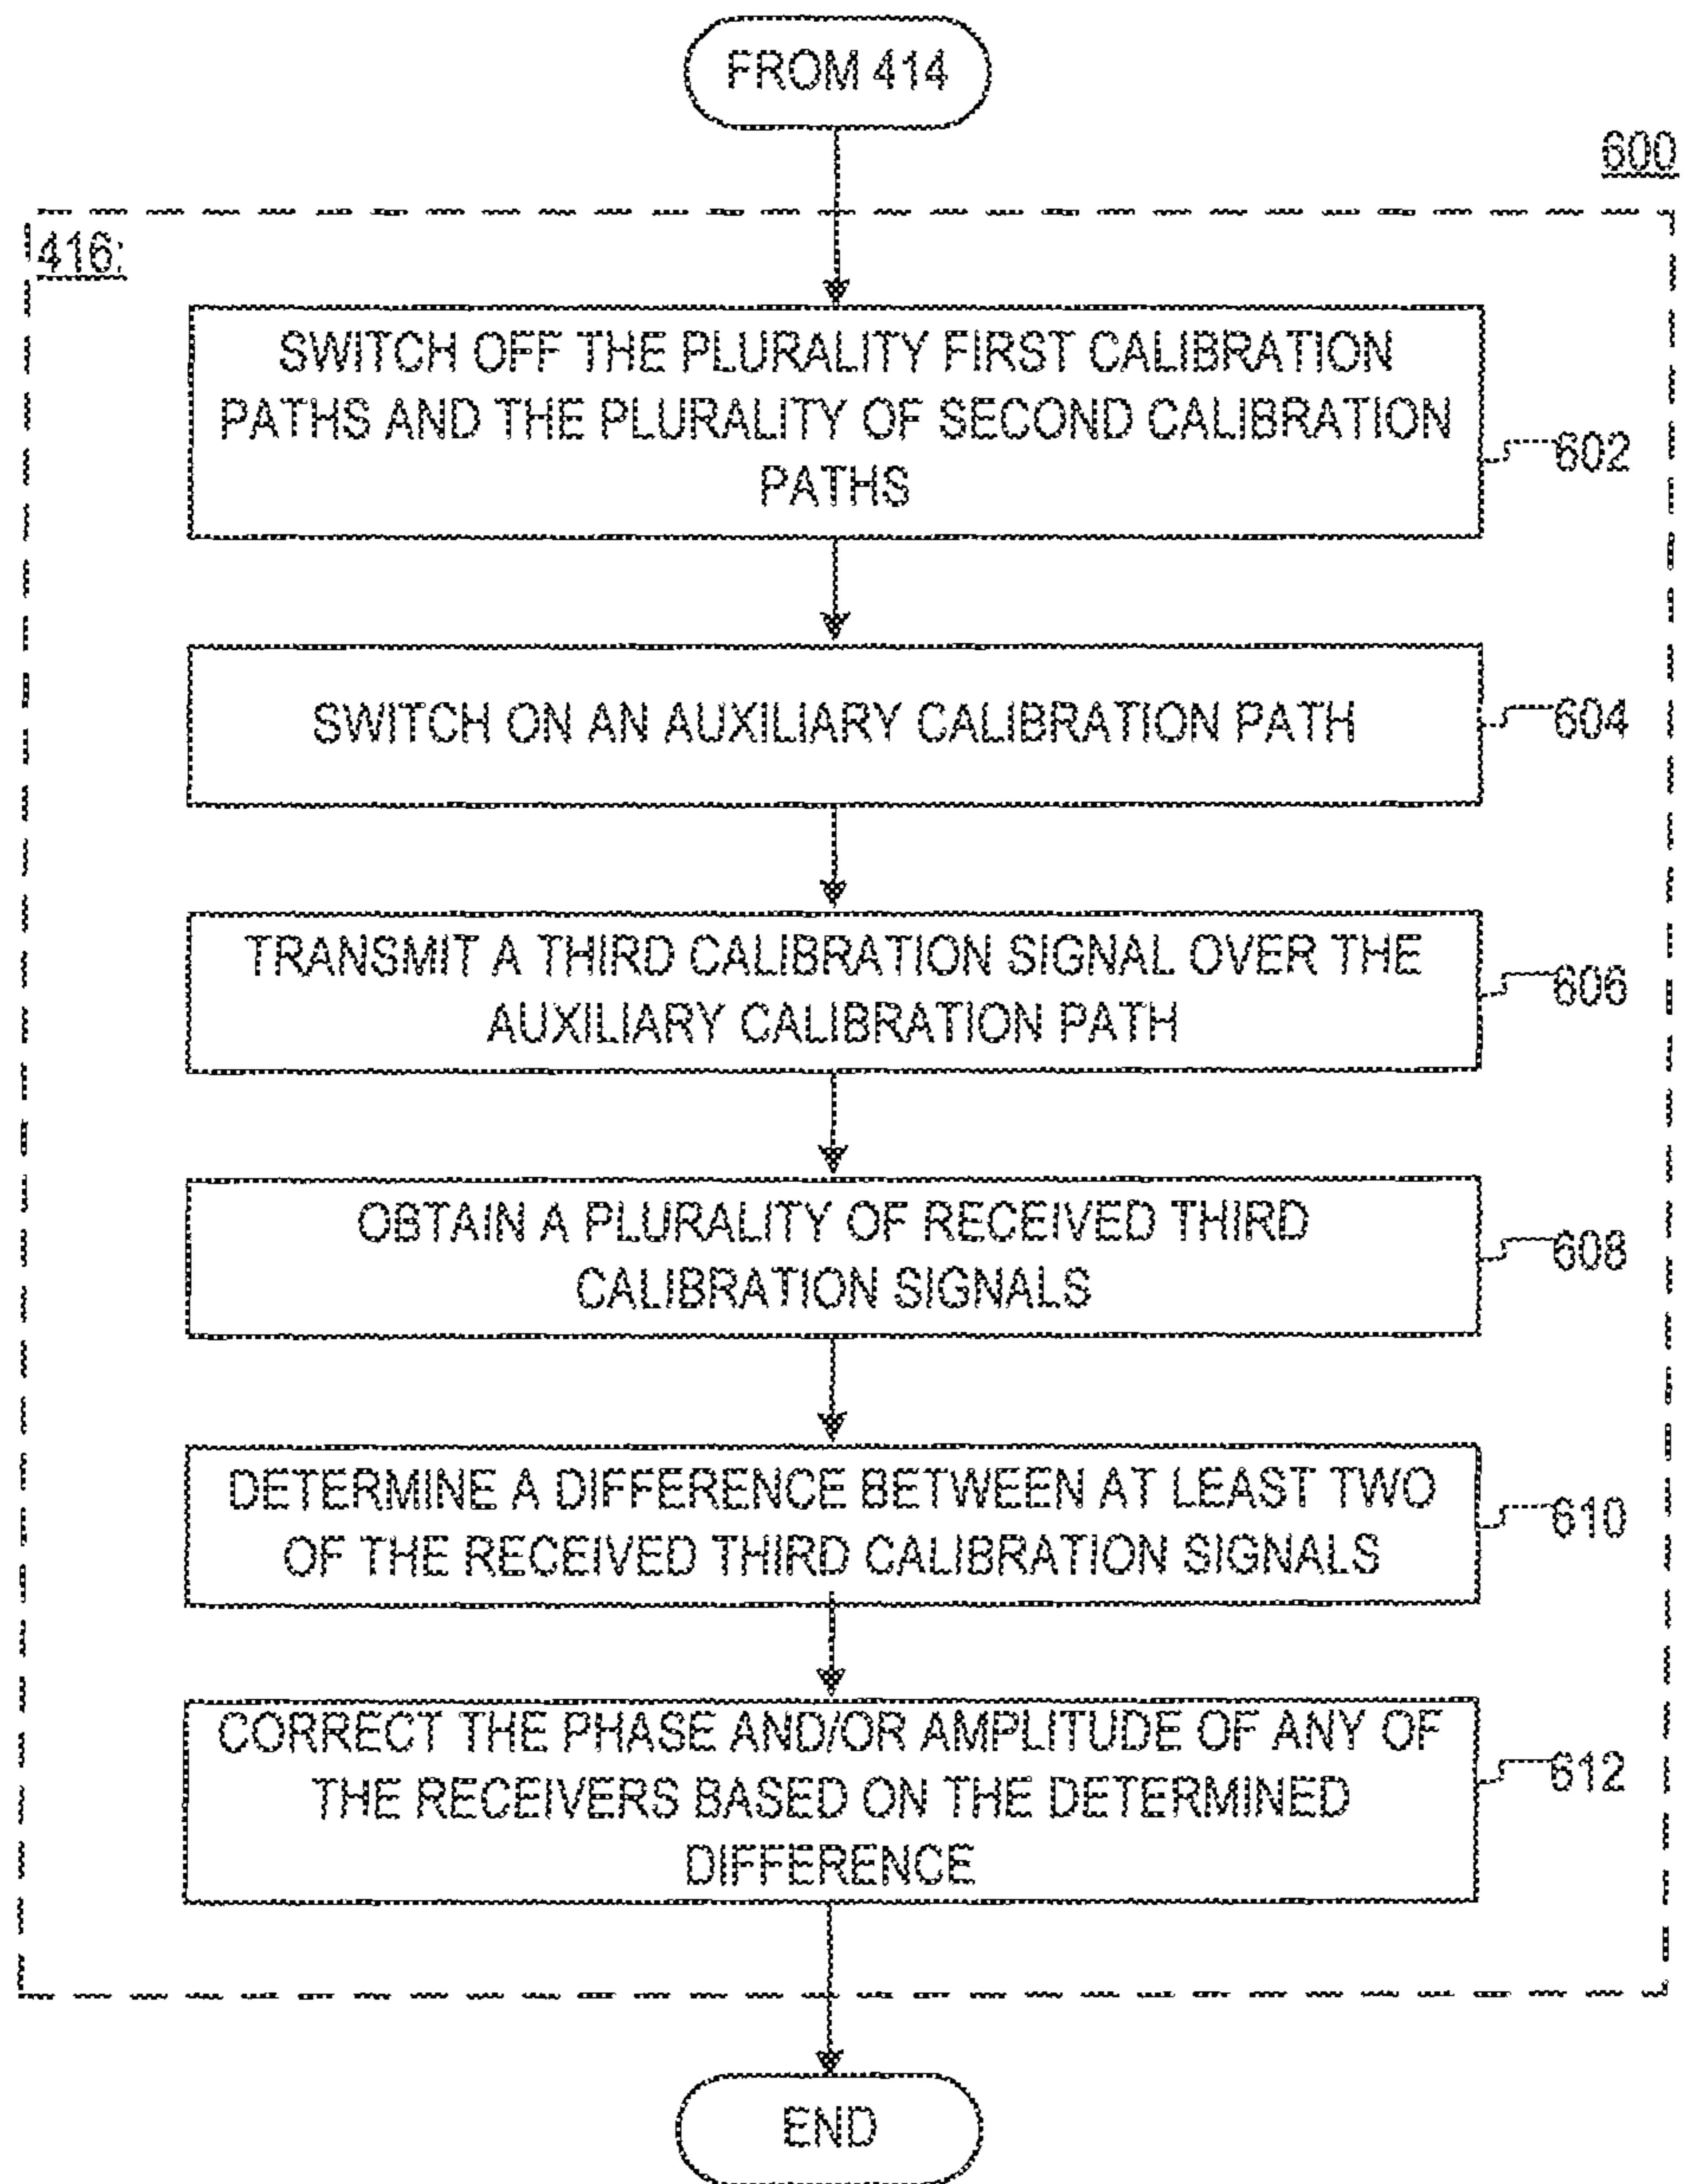 FROM 414
600
416:
SWITCH OFF THE PLURALITY FIRST CALIBRATION
PATHS AND THE PLURALITY OF SECOND CALIBRATION
PATHS
602
SWITCH ON AN AUXILIARY CALIBRATION PATH
604
TRANSMIT A THIRD CALIBRATION SIGNAL OVER THE
AUXILIARY CALIBRATION PATH
606
OBTAIN A PLURALITY OF RECEIVED THIRD
CALIBRATION SIGNALS
608
DETERMINE A DIFFERENCE BETWEEN AT LEAST TWO
OF THE RECEIVED THIRD CALIBRATION SIGNALS
610
CORRECT THE PHASE AND/OR AMPLITUDE OF ANY OF
THE RECEIVERS BASED ON THE DETERMINED
DIFFERENCE
612
END